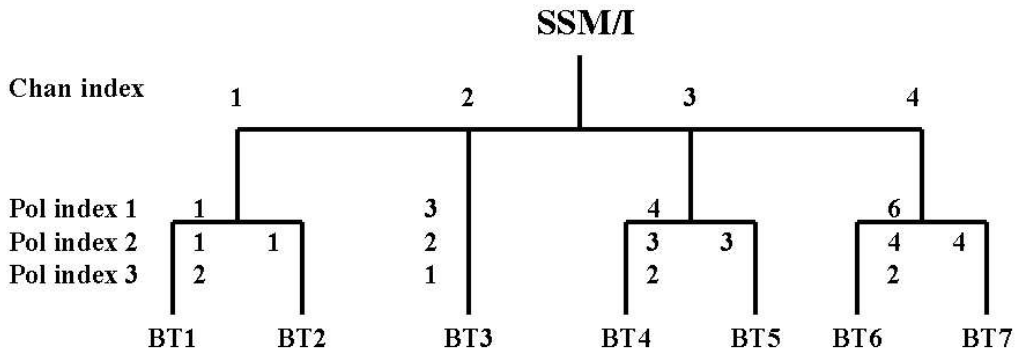 SSM/I
Chan index 1 2 3 4
Pol index 1 1 3 4 6
Pol index 2 1 1 2 3 3 4 4
Pol index 3 2 1 2 2
BT1 BT2 BT3 BT4 BT5 BT6 BT7